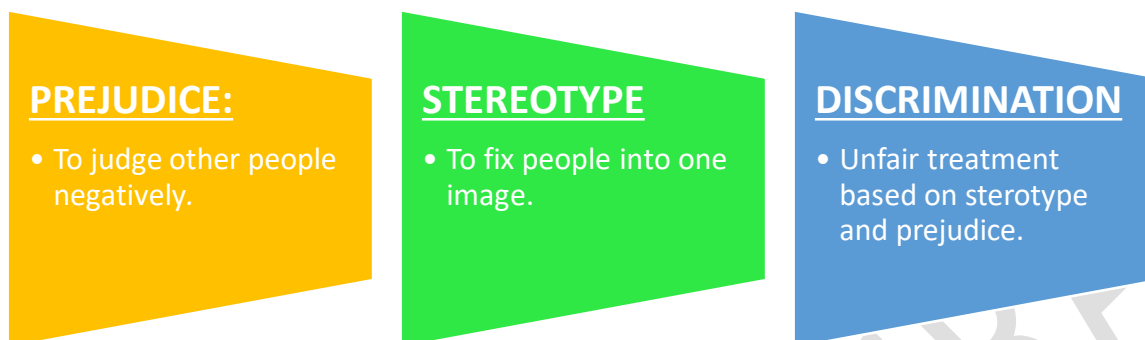 PREJUDICE:
• To judge other people
negatively.
STEREOTYPE
• To fix people into one
image.
DISCRIMINATION
• Unfair treatment
based on sterotype
and prejudice.